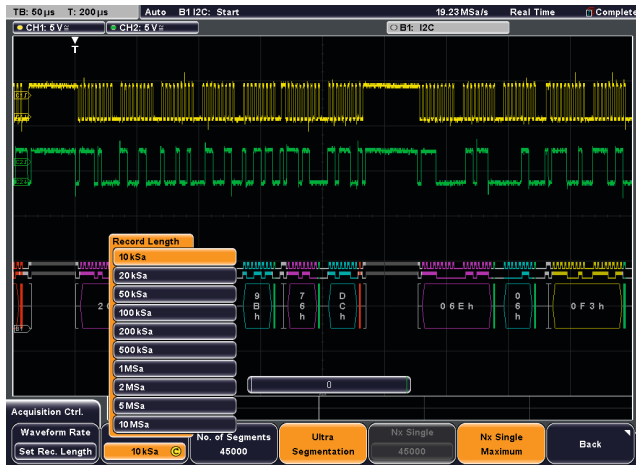 TB: 50 µs T: 200 µs Auto B1 I2C: Start 19.23 MSa/s Real Time Complete
CH1: 5 V CH2: 5 V B1: I2C
T
Record Length
10 kSa
20 kSa
50 kSa
100 kSa
200 kSa
500 kSa
1 MSa
2 MSa
5 MSa
10 MSa
2
9 B h
7 6 h
D C h
0 6 E h
0 F 3 h
0
Acquisition Ctrl.
Waveform Rate
Set Rec. Length
10 kSa
No. of Segments
45000
Ultra
Segmentation
Nx Single
45000
Nx Single
Maximum
Back